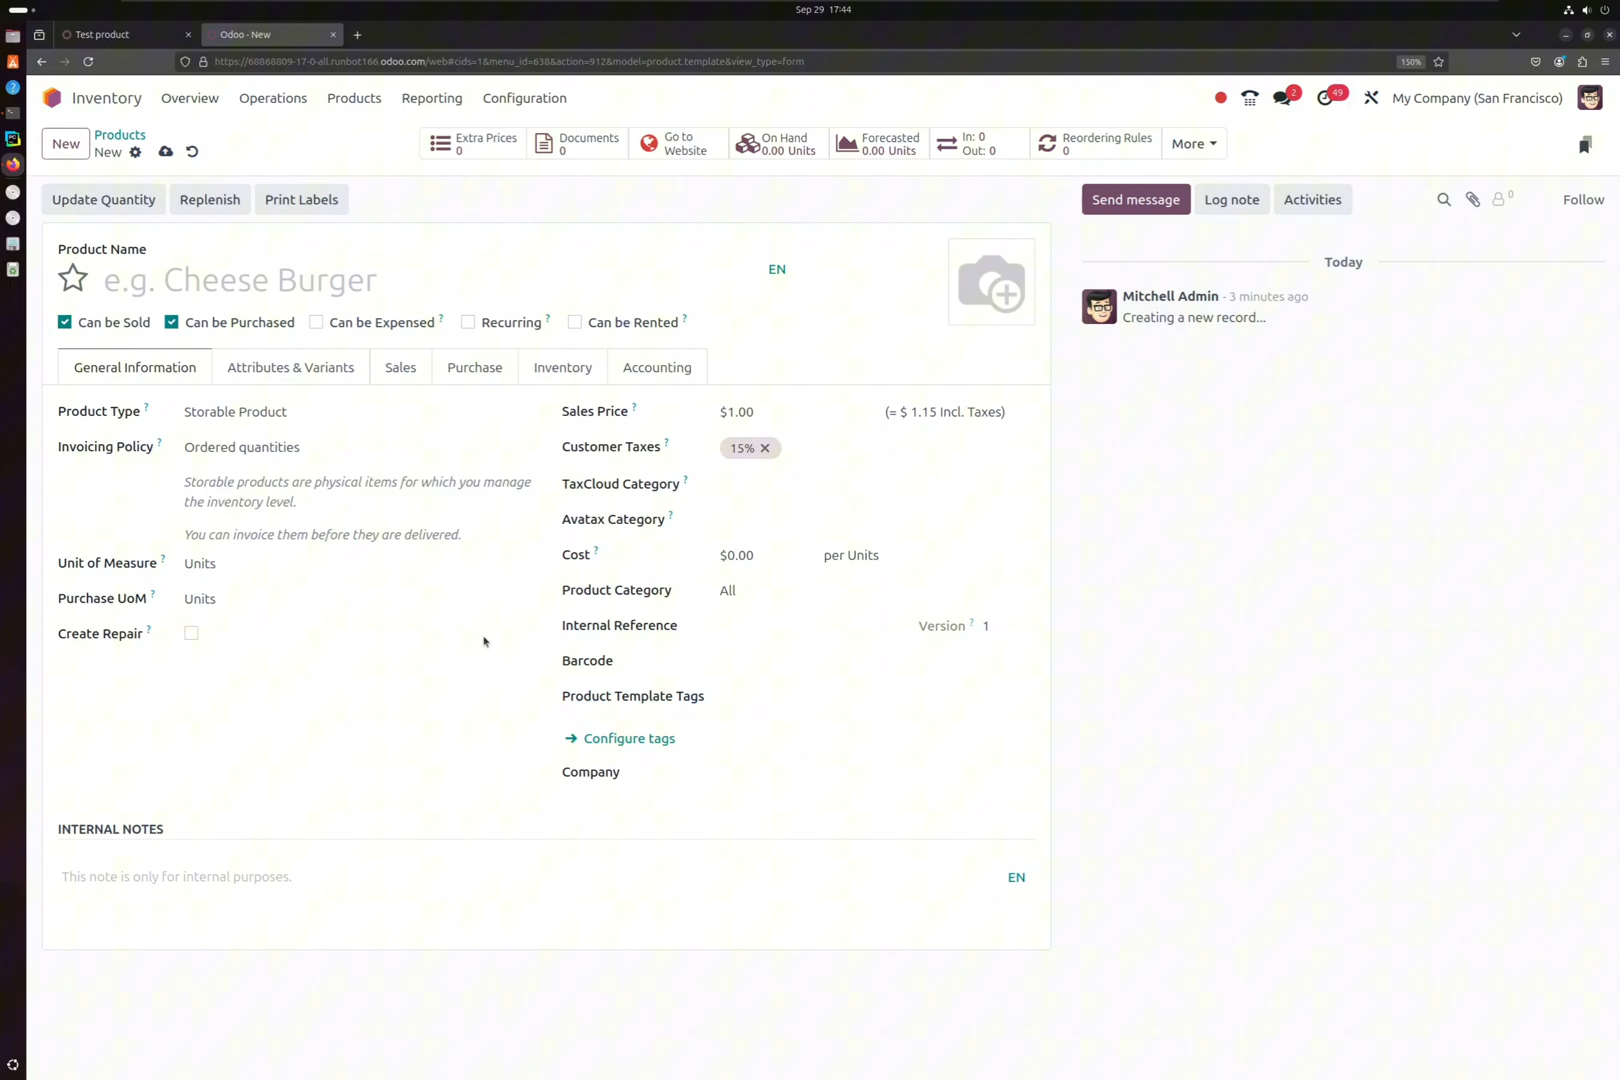 Sep 29 17:44
Test product
Odoo - New
https://68868809-17-0-all.runbot166.odoo.com/web#cids=1&menu_id=638&action=912&model=product.template&view_type=form
150%
Inventory Overview Operations Products Reporting Configuration
2
49
My Company (San Francisco)
New
Products
New
Extra Prices
0
Documents
0
Go to
Website
On Hand
0.00 Units
Forecasted
0.00 Units
In: 0
Out: 0
Reordering Rules
0
More
Update Quantity Replenish Print Labels
Send message Log note Activities
0
Follow
Product Name
e.g. Cheese Burger
EN
Can be Sold Can be Purchased Can be Expensed ? Recurring ? Can be Rented ?
General Information Attributes & Variants Sales Purchase Inventory Accounting
Product Type ? Storable Product
Invoicing Policy ? Ordered quantities
Storable products are physical items for which you manage
the inventory level.
You can invoice them before they are delivered.
Unit of Measure ? Units
Purchase UoM ? Units
Create Repair ?
Sales Price ? $1.00 (= $ 1.15 Incl. Taxes)
Customer Taxes ? 15%
TaxCloud Category ?
Avatax Category ?
Cost ? $0.00 per Units
Product Category All
Internal Reference Version ? 1
Barcode
Product Template Tags
Configure tags
Company
INTERNAL NOTES
This note is only for internal purposes.
EN
Today
Mitchell Admin - 3 minutes ago
Creating a new record...
PC